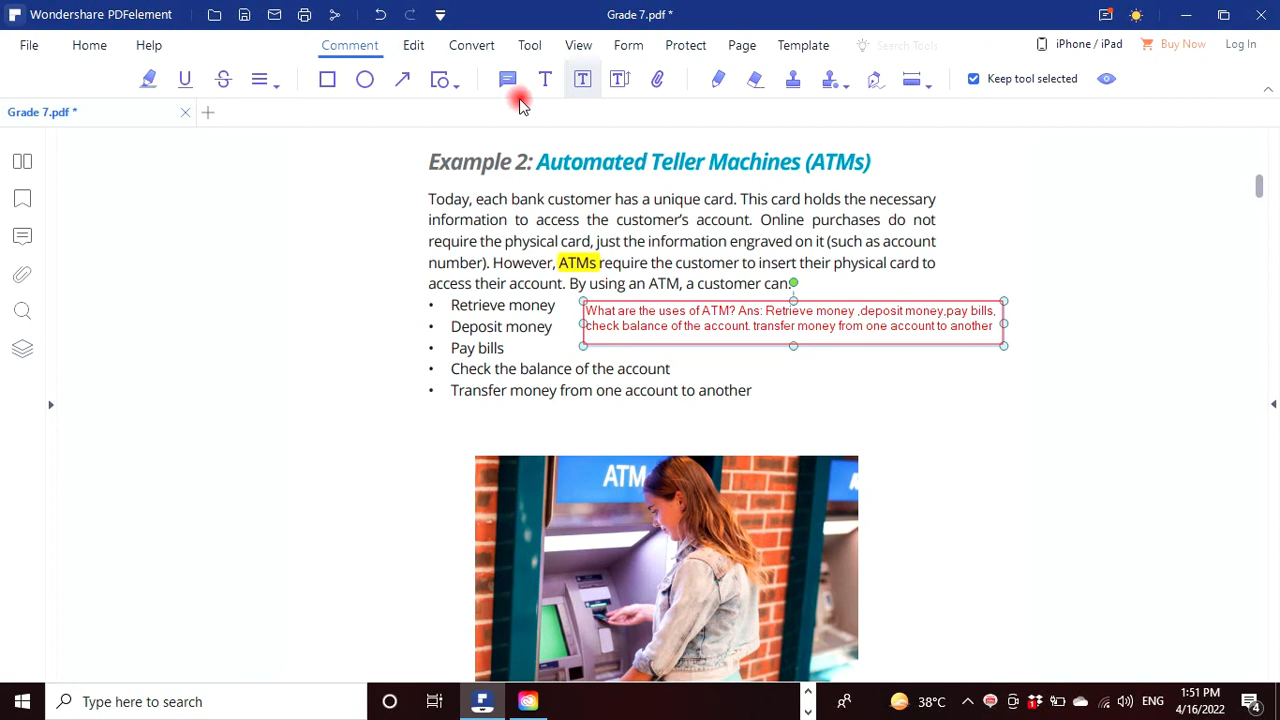 Wondershare PDFelement
Grade 7.pdf *
File Home Help Comment Edit Convert Tool View Form Protect Page Template Search Tools iPhone / iPad Buy Now Log In
Keep tool selected
Grade 7.pdf *
Example 2: Automated Teller Machines (ATMs)
Today, each bank customer has a unique card. This card holds the necessary
information to access the customer's account. Online purchases do not
require the physical card, just the information engraved on it (such as account
number). However, ATMs require the customer to insert their physical card to
access their account. By using an ATM, a customer can:
• Retrieve money
• Deposit money
• Pay bills
• Check the balance of the account
• Transfer money from one account to another
What are the uses of ATM? Ans: Retrieve money ,deposit money,pay bills,
check balance of the account. transfer money from one account to another
ATM
Type here to search
38°C
ENG
1:51 PM
4/16/2022
4